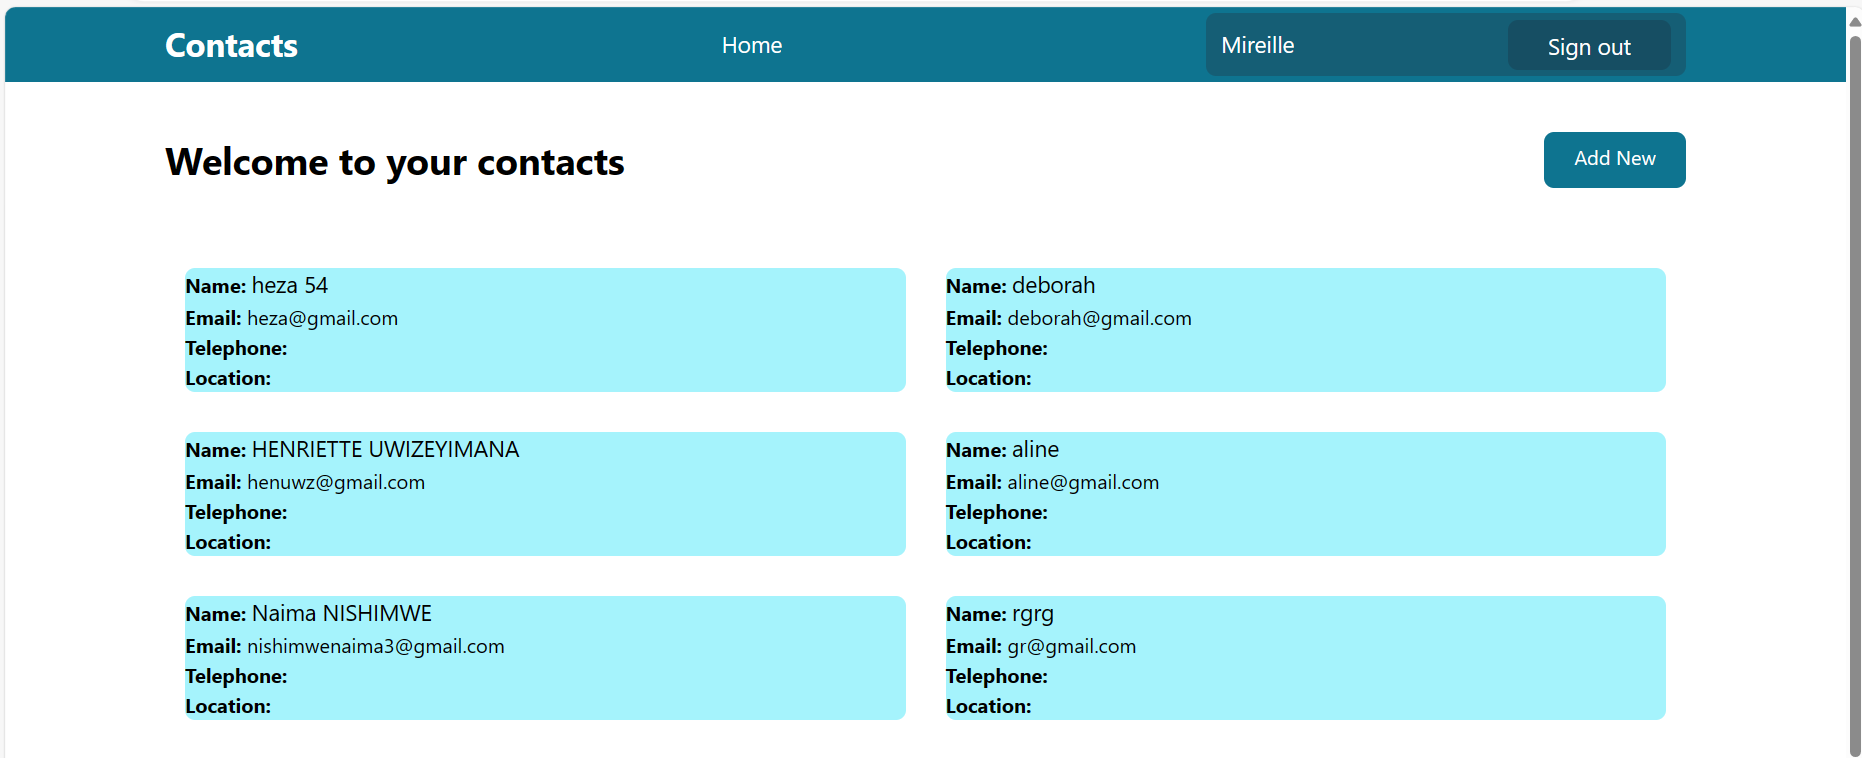 Contacts
Home
Mireille
Sign out
Welcome to your contacts
Add New
Name: heza 54
Email: heza@gmail.com
Telephone:
Location:
Name: deborah
Email: deborah@gmail.com
Telephone:
Location:
Name: HENRIETTE UWIZEYIMANA
Email: henuwz@gmail.com
Telephone:
Location:
Name: aline
Email: aline@gmail.com
Telephone:
Location:
Name: Naima NISHIMWE
Email: nishimwenaima3@gmail.com
Telephone:
Location:
Name: rgrg
Email: gr@gmail.com
Telephone:
Location: